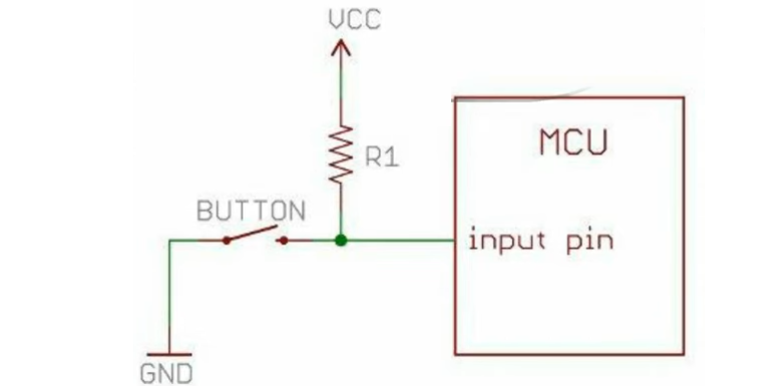 VCC
R1
MCU
BUTTON
input pin
GND